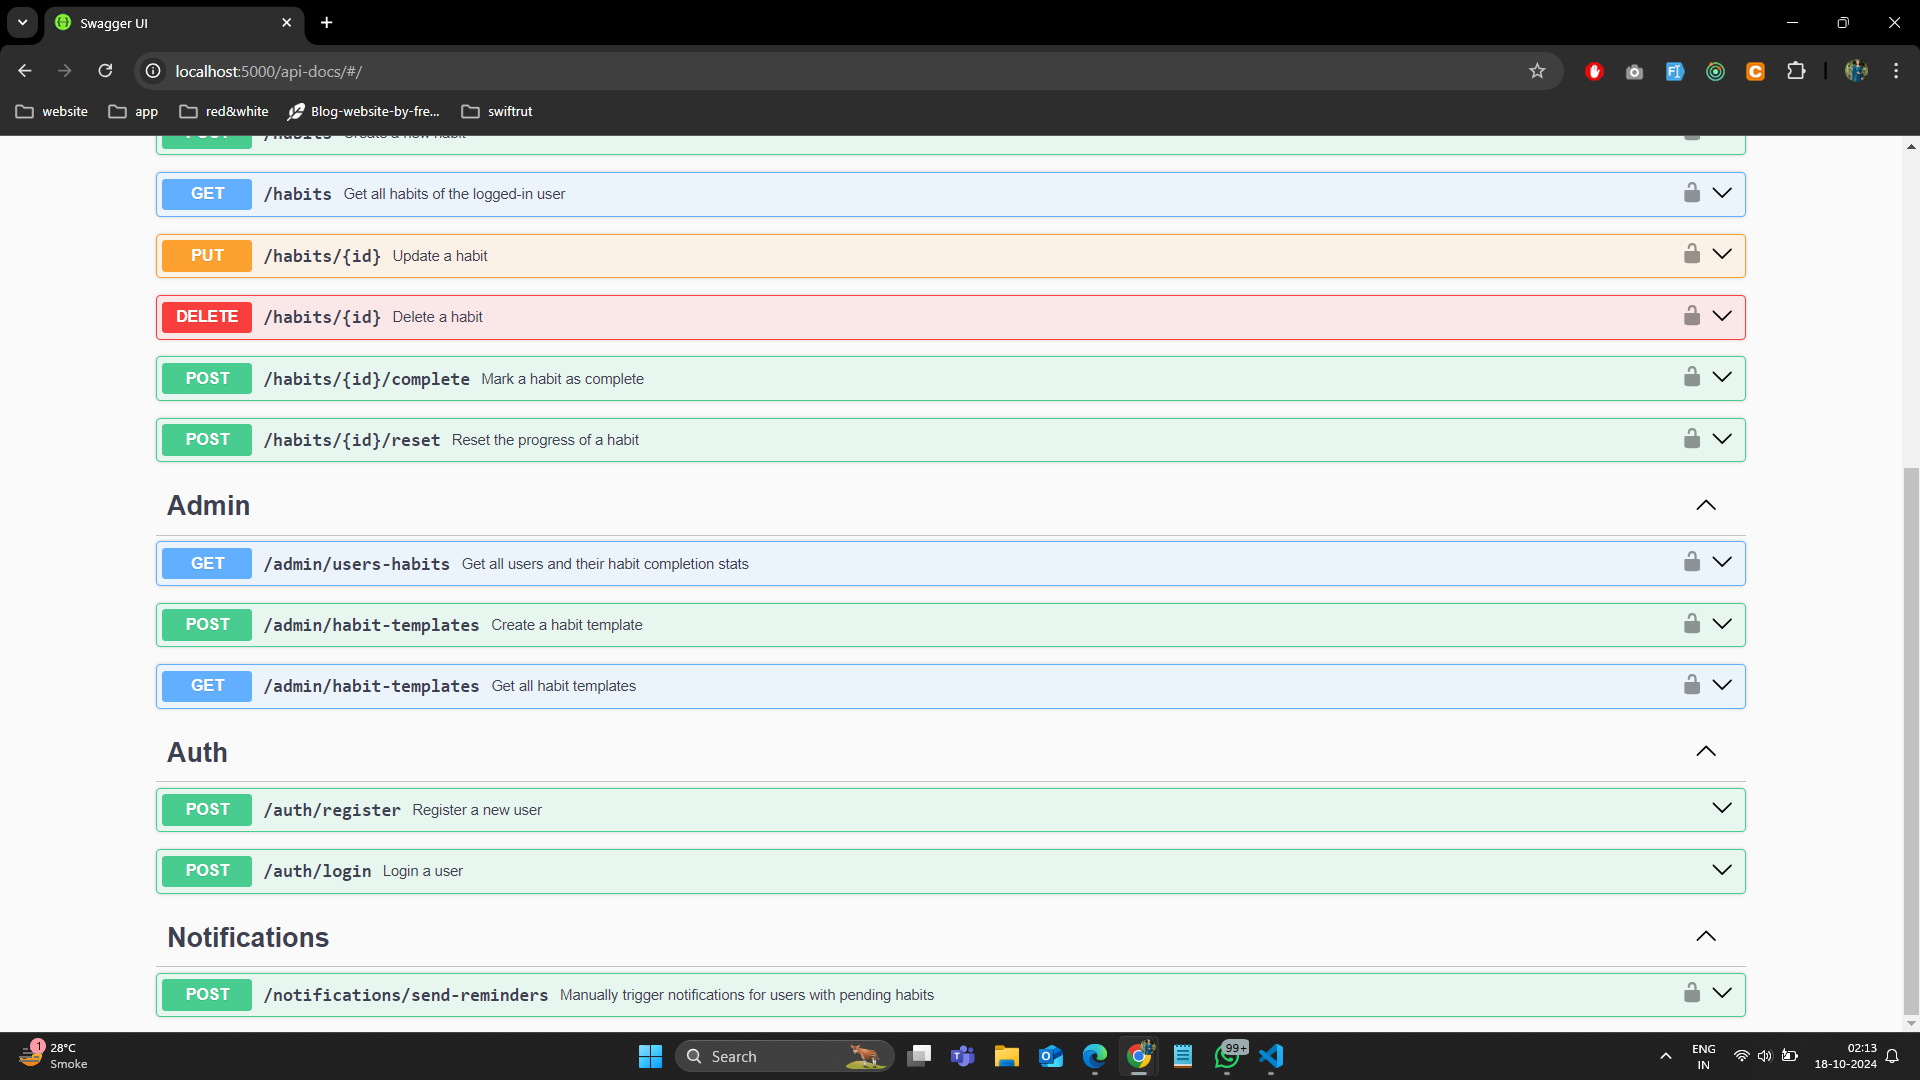 Swagger UI
localhost:5000/api-docs/#/
website
app
red&white
Blog-website-by-fre...
swiftrut
POST /habits Create a new habit
GET /habits Get all habits of the logged-in user
PUT /habits/{id} Update a habit
DELETE /habits/{id} Delete a habit
POST /habits/{id}/complete Mark a habit as complete
POST /habits/{id}/reset Reset the progress of a habit
Admin
GET /admin/users-habits Get all users and their habit completion stats
POST /admin/habit-templates Create a habit template
GET /admin/habit-templates Get all habit templates
Auth
POST /auth/register Register a new user
POST /auth/login Login a user
Notifications
POST /notifications/send-reminders Manually trigger notifications for users with pending habits
1
28°C
Smoke
Search
99+
ENG
IN
02:13
18-10-2024